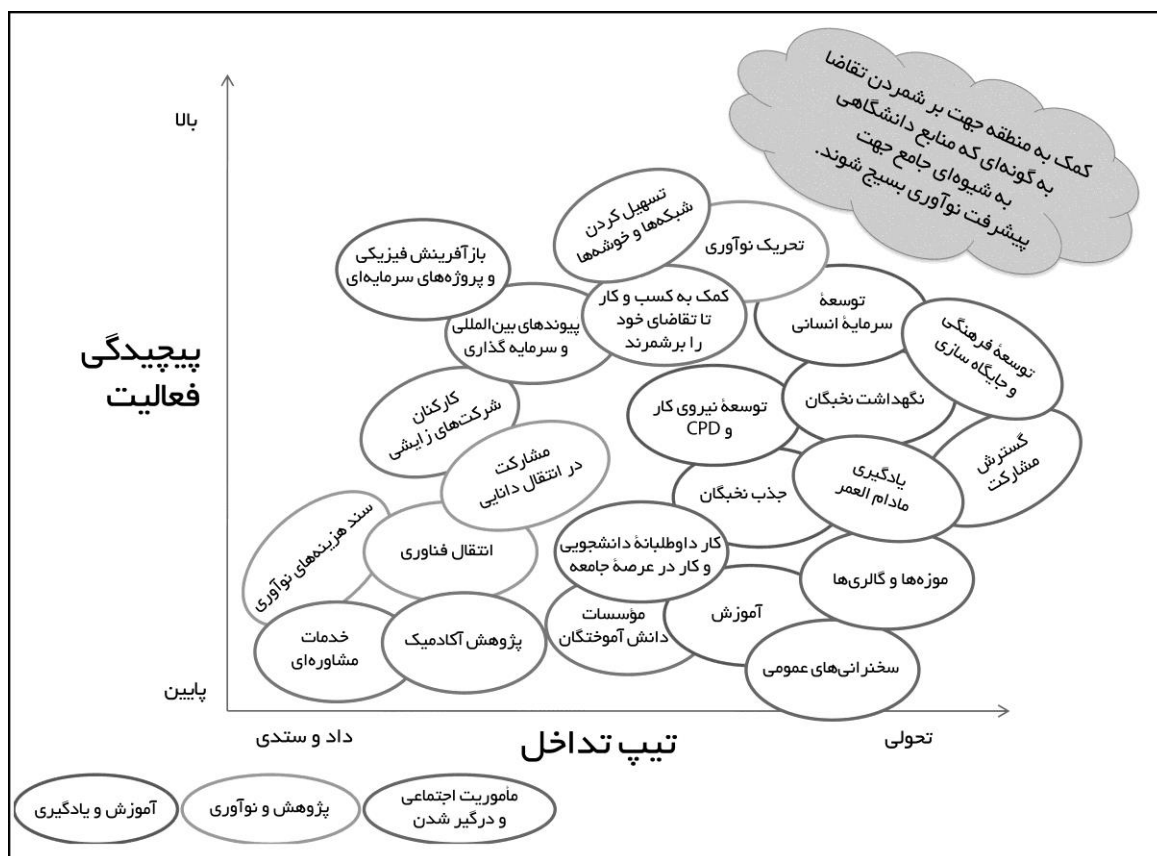 کمک به منطقه جهت بر شمردن تقاضا
به گونه‌ای که منابع دانشگاهی
به شیوه‌ای جامع جهت
پیشرفت نوآوری بسیج شوند.
بالا
پیچیدگی
فعالیت
پایین
تسهیل کردن
شبکه‌ها و خوشه‌ها
تحریک نوآوری
بازآفرینش فیزیکی
و پروژه‌های سرمایه‌ای
پیوندهای بین‌المللی
و سرمایه گذاری
کمک به کسب و کار
تا تقاضای خود
را برشمرند
توسعهٔ
سرمایهٔ انسانی
توسعهٔ فرهنگی
و جایگاه سازی
کارکنان
شرکت‌های زایشی
توسعهٔ نیروی کار
و CPD
نگهداشت نخبگان
گسترش
مشارکت
مشارکت
در انتقال دانایی
جذب نخبگان
یادگیری
مادام العمر
سند هزینه‌های نوآوری
انتقال فناوری
کار داوطلبانهٔ دانشجویی
و کار در عرصهٔ جامعه
موزه‌ها و گالری‌ها
خدمات
مشاوره‌ای
پژوهش آکادمیک
مؤسسات
دانش آموختگان
آموزش
سخنرانی‌های عمومی
تحولی
تیپ تداخل
داد و ستدی
مأموریت اجتماعی
و درگیر شدن
پژوهش و نوآوری
آموزش و یادگیری